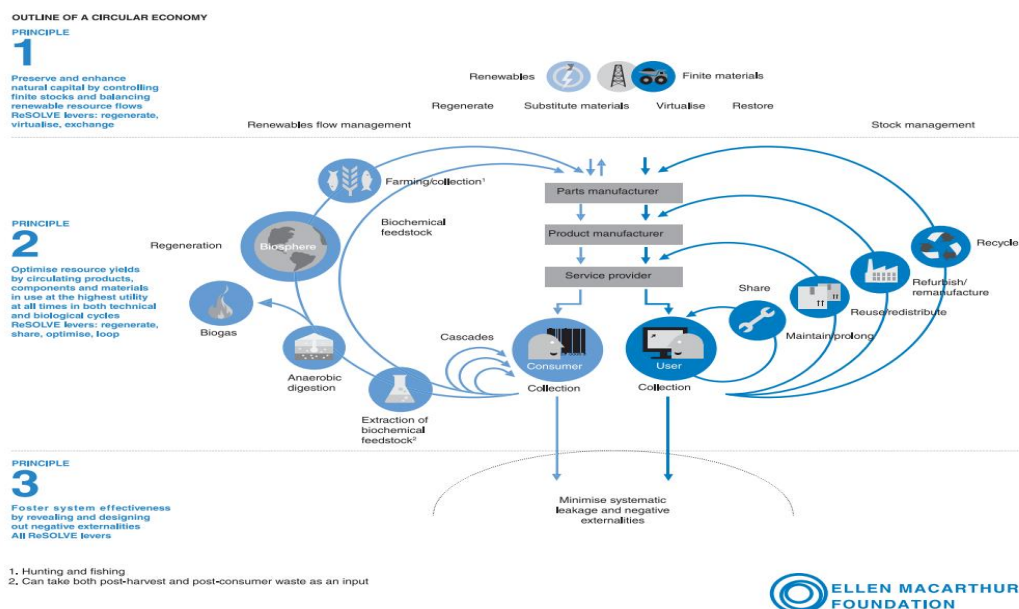 OUTLINE OF A CIRCULAR ECONOMY
PRINCIPLE
1
Preserve and enhance
natural capital by controlling
finite stocks and balancing
renewable resource flows
ReSOLVE levers: regenerate,
virtualise, exchange
Renewables
Finite materials
Regenerate
Substitute materials
Virtualise
Restore
Renewables flow management
Stock management
PRINCIPLE
2
Optimise resource yields
by circulating products,
components and materials
in use at the highest utility
at all times in both technical
and biological cycles
ReSOLVE levers: regenerate,
share, optimise, loop
Farming/collection¹
Biochemical
feedstock
Regeneration
Biosphere
Biogas
Anaerobic
digestion
Extraction of
biochemical
feedstock²
Cascades
Parts manufacturer
Product manufacturer
Service provider
Consumer
Collection
User
Collection
Share
Maintain/prolong
Reuse/redistribute
Refurbish/
remanufacture
Recycle
PRINCIPLE
3
Foster system effectiveness
by revealing and designing
out negative externalities
All ReSOLVE levers
Minimise systematic
leakage and negative
externalities
1. Hunting and fishing
2. Can take both post-harvest and post-consumer waste as an input
ELLEN MACARTHUR
FOUNDATION